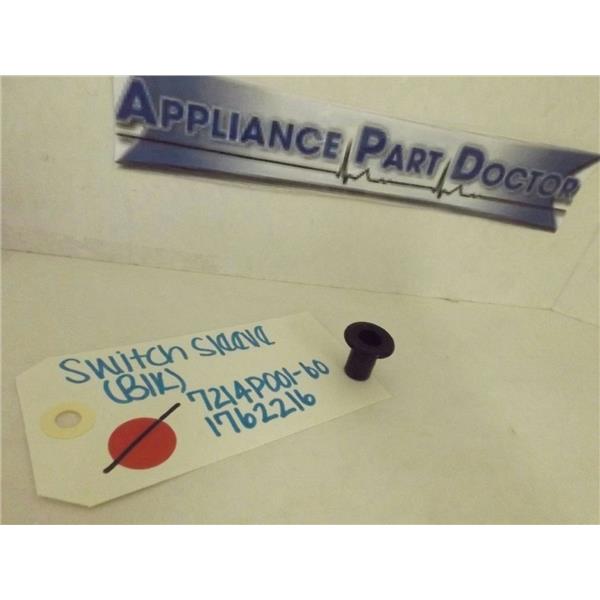 APPLIANCE PART DOCTOR
Switch Sleeve
(Blk)
7214P001-60
1762216